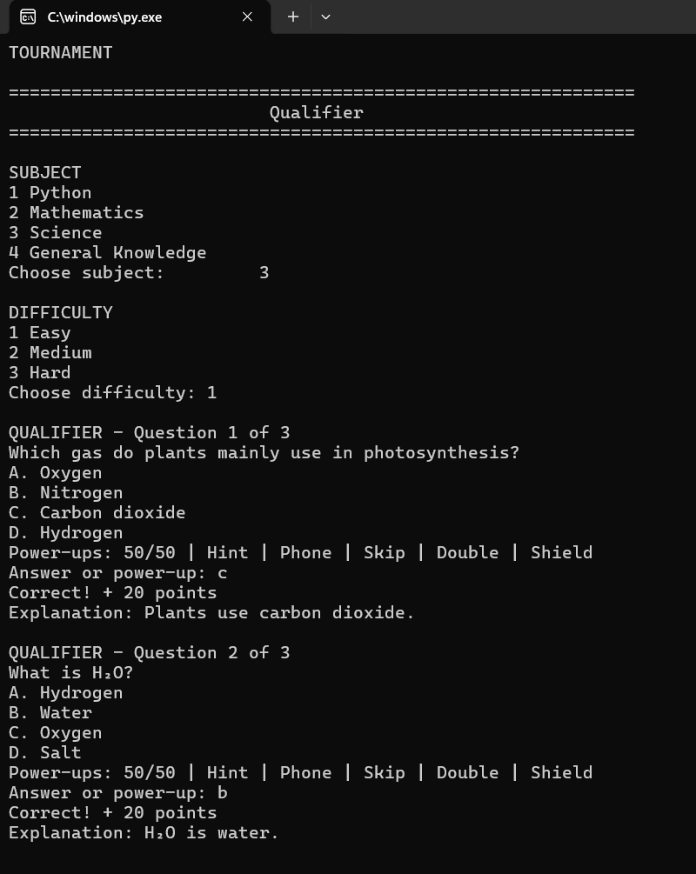 C:\windows\py.exe
TOURNAMENT
============================================================
Qualifier
============================================================
SUBJECT
1 Python
2 Mathematics
3 Science
4 General Knowledge
Choose subject: 3
DIFFICULTY
1 Easy
2 Medium
3 Hard
Choose difficulty: 1
QUALIFIER - Question 1 of 3
Which gas do plants mainly use in photosynthesis?
A. Oxygen
B. Nitrogen
C. Carbon dioxide
D. Hydrogen
Power-ups: 50/50 | Hint | Phone | Skip | Double | Shield
Answer or power-up: c
Correct! + 20 points
Explanation: Plants use carbon dioxide.
QUALIFIER - Question 2 of 3
What is H₂O?
A. Hydrogen
B. Water
C. Oxygen
D. Salt
Power-ups: 50/50 | Hint | Phone | Skip | Double | Shield
Answer or power-up: b
Correct! + 20 points
Explanation: H₂O is water.